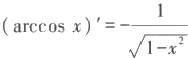 (arccos x)′ = −1/√(1−x²)